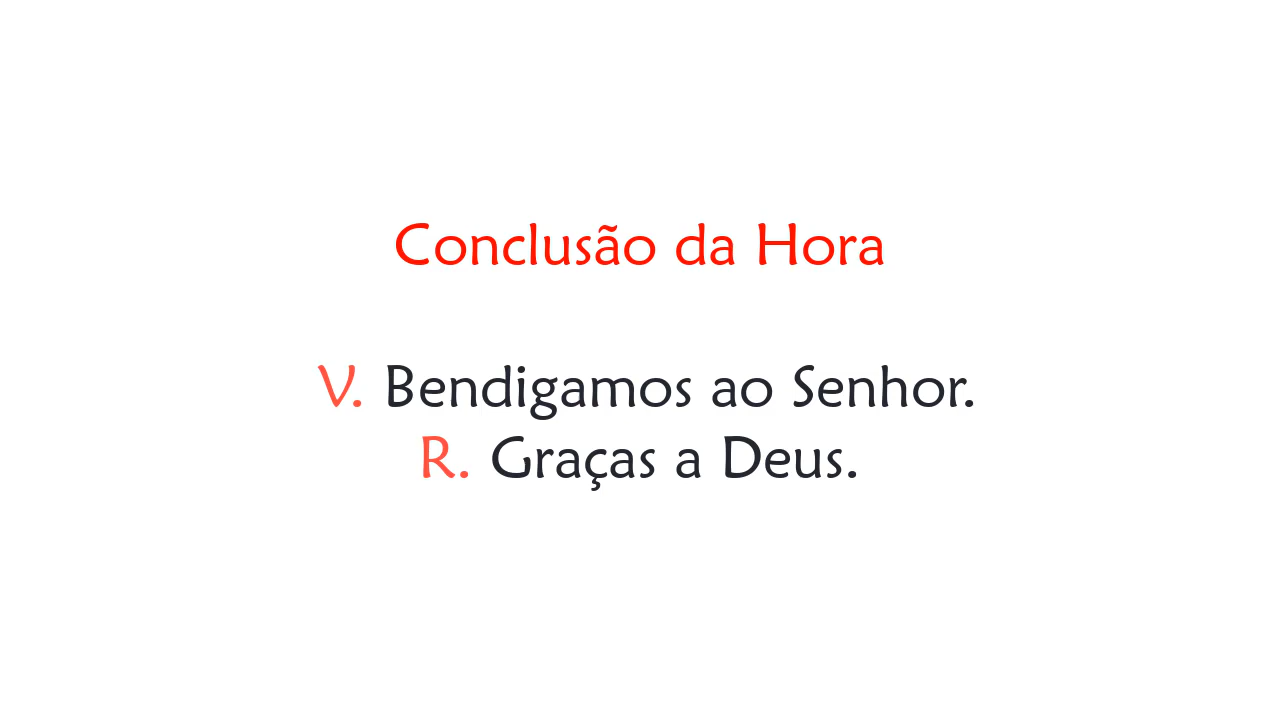 Conclusão da Hora
V. Bendigamos ao Senhor.
R. Graças a Deus.